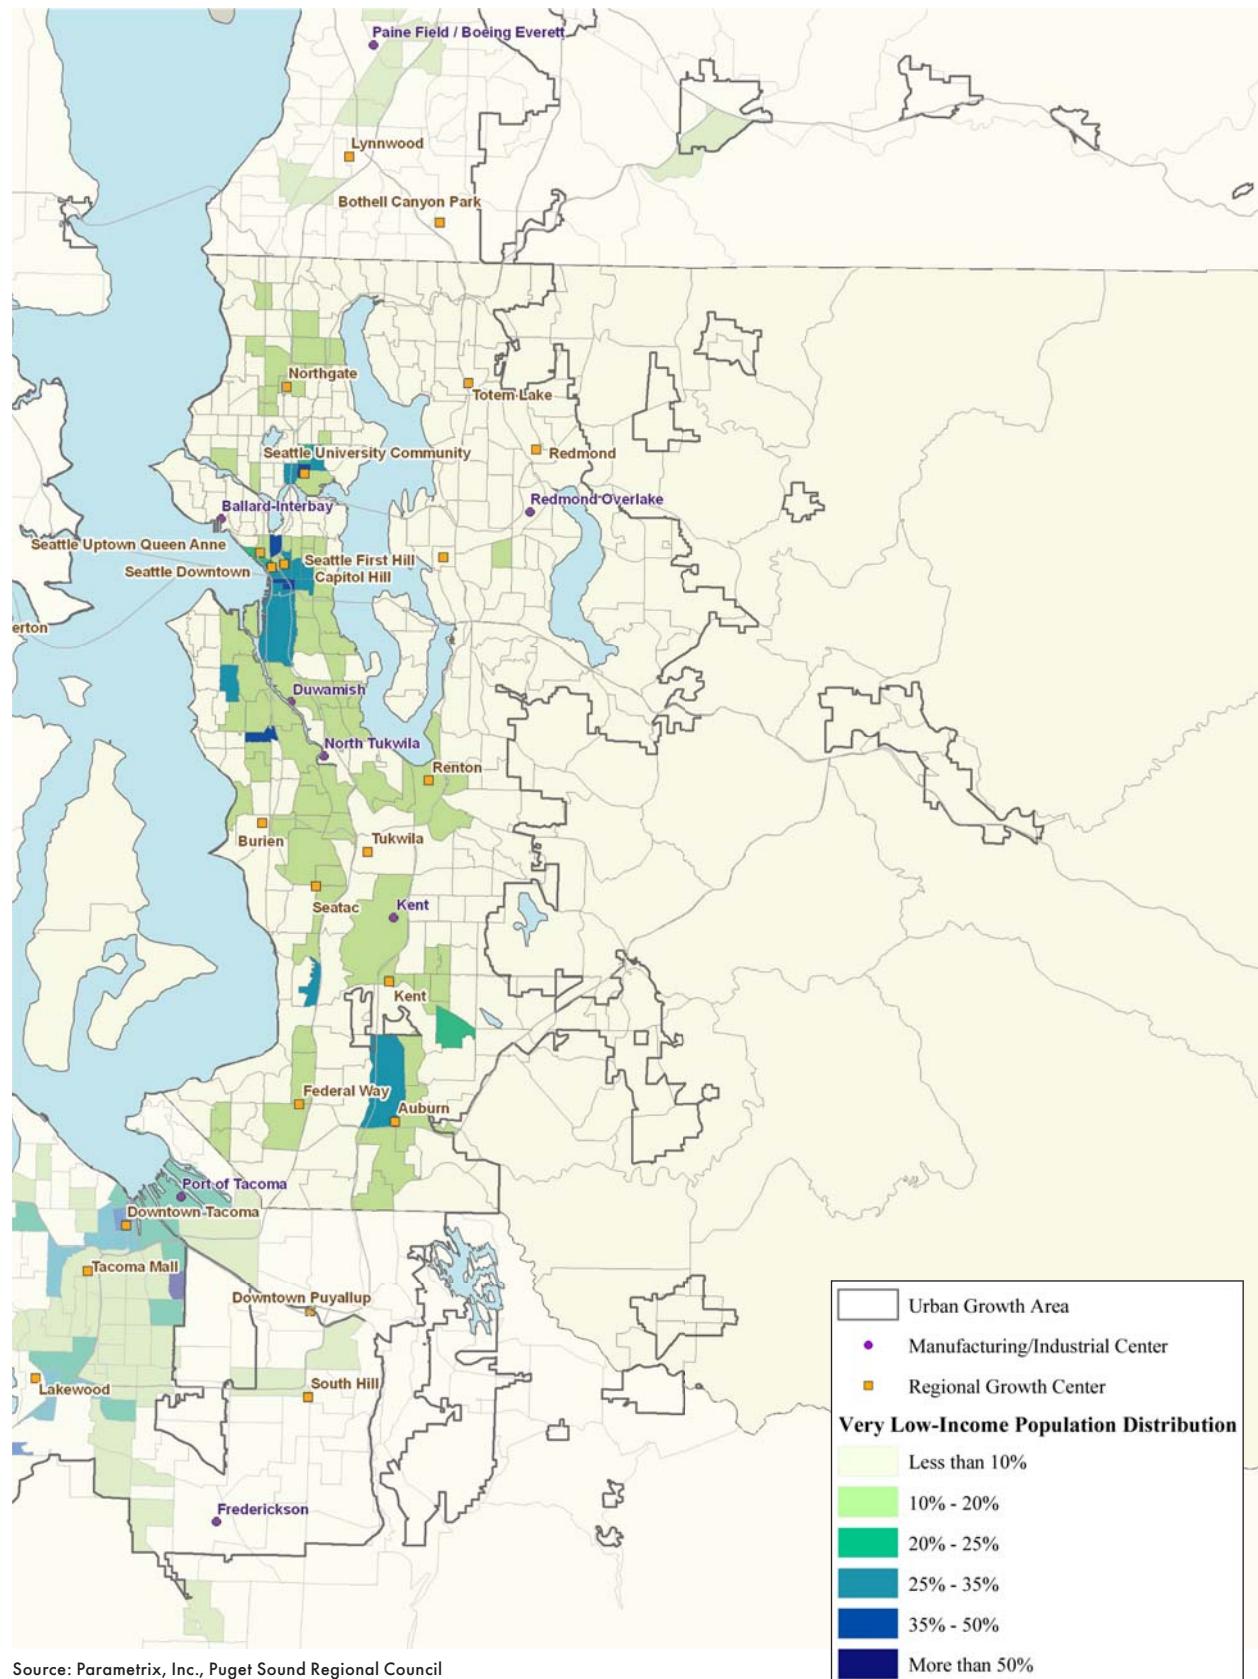 Paine Field / Boeing Everett
Lynnwood
Bothell Canyon Park
Northgate
Totem Lake
Seattle University Community
Redmond
Redmond Overlake
Ballard-Interbay
Seattle Uptown Queen Anne
Seattle First Hill
Seattle Downtown
Capitol Hill
erton
Duwamish
North Tukwila
Renton
Burien
Tukwila
Seatac
Kent
Kent
Federal Way
Auburn
Port of Tacoma
Downtown Tacoma
Tacoma Mall
Downtown Puyallup
Lakewood
South Hill
Frederickson
Urban Growth Area
Manufacturing/Industrial Center
Regional Growth Center
Very Low-Income Population Distribution
Less than 10%
10% - 20%
20% - 25%
25% - 35%
35% - 50%
More than 50%
Source: Parametrix, Inc., Puget Sound Regional Council